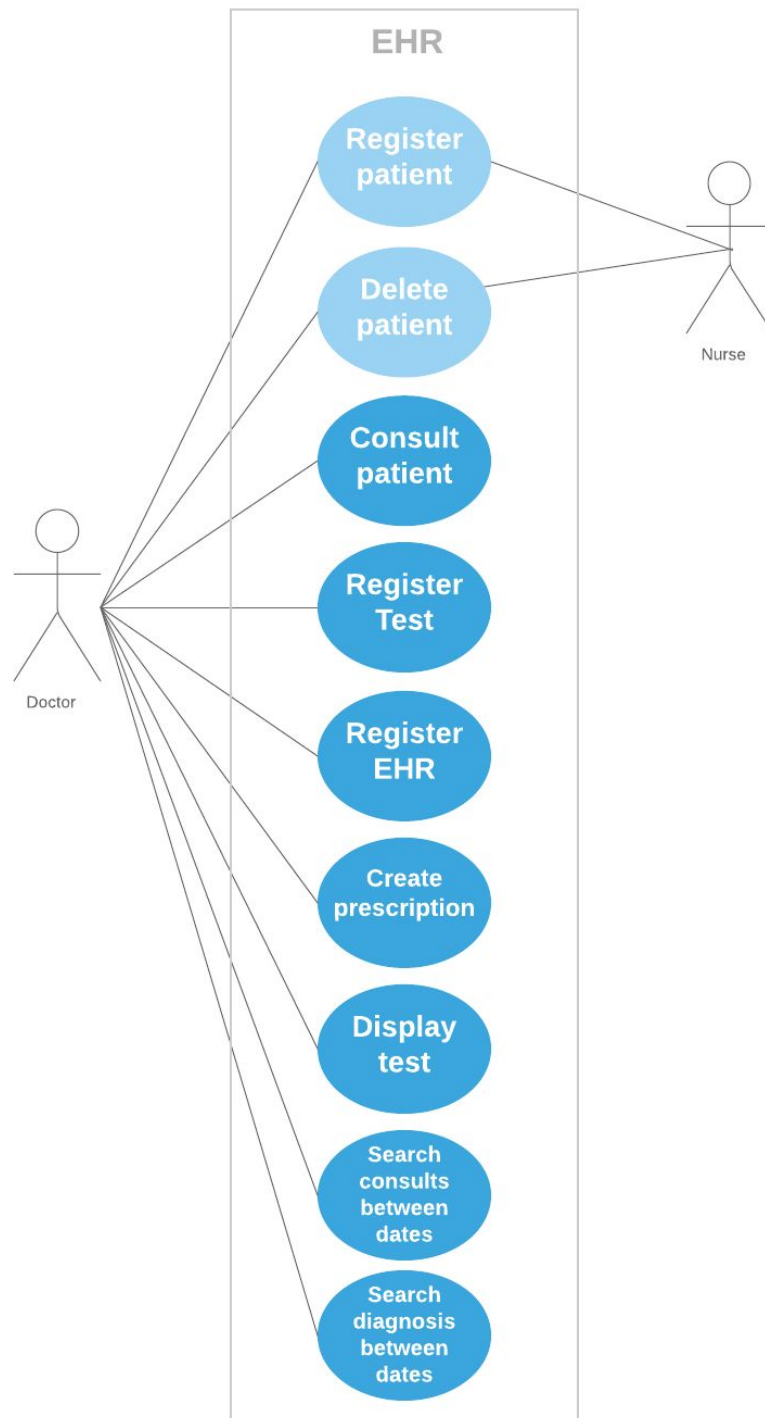 EHR
Register
patient
Delete
patient
Nurse
Consult
patient
Register
Test
Doctor
Register
EHR
Create
prescription
Display
test
Search
consults
between
dates
Search
diagnosis
between
dates